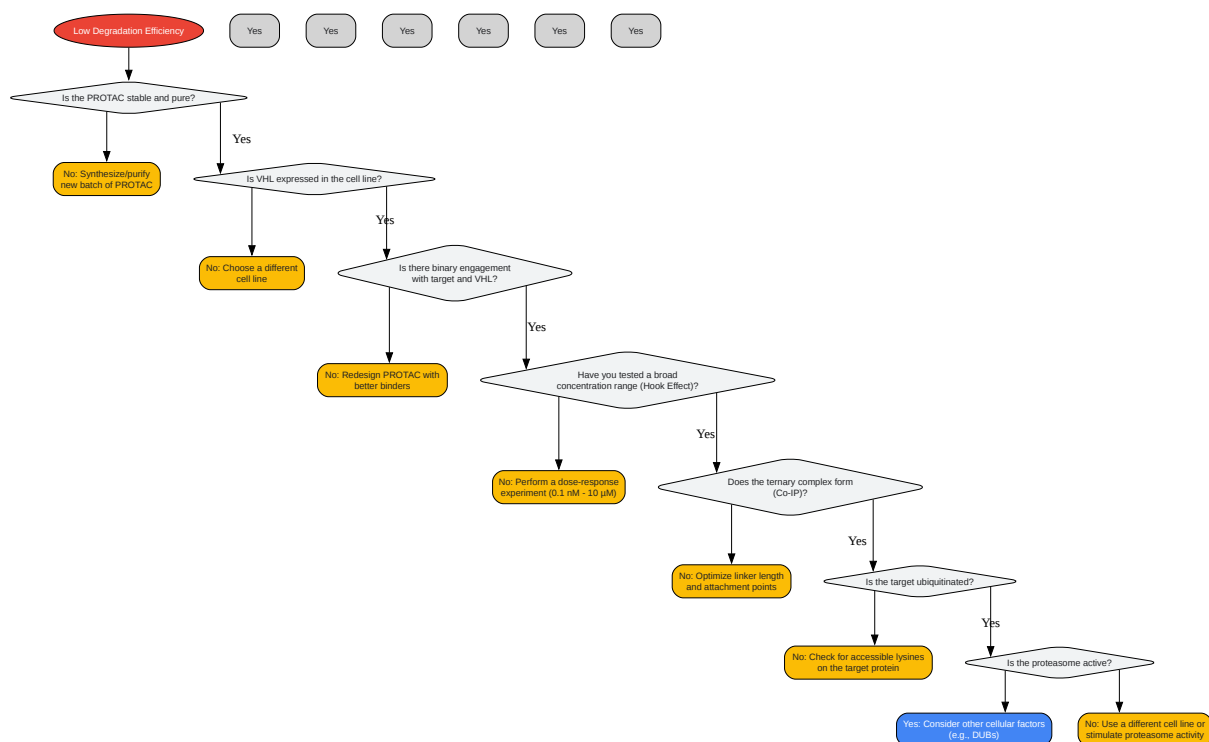 Low Degradation Efficiency
Yes
Yes
Yes
Yes
Yes
Yes
Is the PROTAC stable and pure?
Yes
No: Synthesize/purify
new batch of PROTAC
Is VHL expressed in the cell line?
Yes
No: Choose a different
cell line
Is there binary engagement
with target and VHL?
Yes
No: Redesign PROTAC with
better binders
Have you tested a broad
concentration range (Hook Effect)?
Yes
No: Perform a dose-response
experiment (0.1 nM - 10 µM)
Does the ternary complex form
(Co-IP)?
Yes
No: Optimize linker length
and attachment points
Is the target ubiquitinated?
Yes
No: Check for accessible lysines
on the target protein
Is the proteasome active?
Yes: Consider other cellular factors
(e.g., DUBs)
No: Use a different cell line or
stimulate proteasome activity